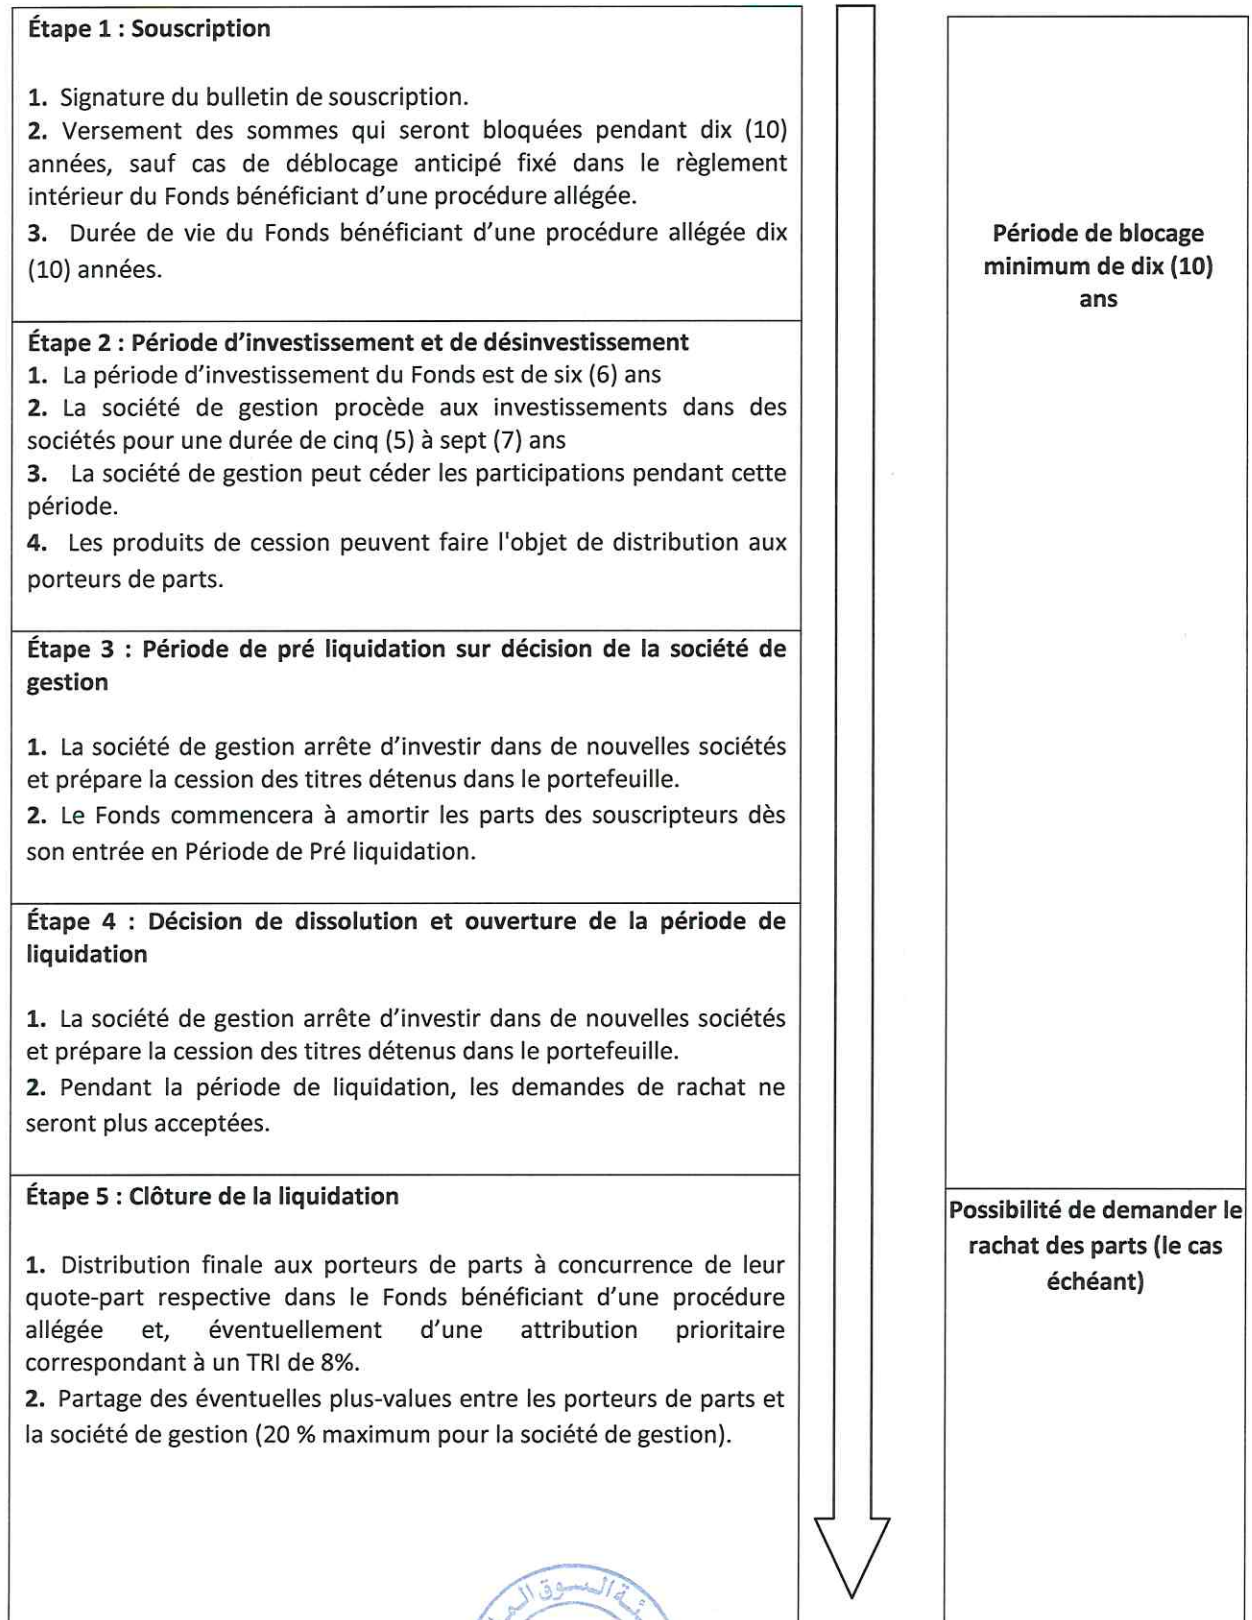 Étape 1 : Souscription
1. Signature du bulletin de souscription.
2. Versement des sommes qui seront bloquées pendant dix (10)
années, sauf cas de déblocage anticipé fixé dans le règlement
intérieur du Fonds bénéficiant d'une procédure allégée.
3. Durée de vie du Fonds bénéficiant d'une procédure allégée dix
(10) années.
Étape 2 : Période d'investissement et de désinvestissement
1. La période d'investissement du Fonds est de six (6) ans
2. La société de gestion procède aux investissements dans des
sociétés pour une durée de cinq (5) à sept (7) ans
3. La société de gestion peut céder les participations pendant cette
période.
4. Les produits de cession peuvent faire l'objet de distribution aux
porteurs de parts.
Étape 3 : Période de pré liquidation sur décision de la société de
gestion
1. La société de gestion arrête d'investir dans de nouvelles sociétés
et prépare la cession des titres détenus dans le portefeuille.
2. Le Fonds commencera à amortir les parts des souscripteurs dès
son entrée en Période de Pré liquidation.
Étape 4 : Décision de dissolution et ouverture de la période de
liquidation
1. La société de gestion arrête d'investir dans de nouvelles sociétés
et prépare la cession des titres détenus dans le portefeuille.
2. Pendant la période de liquidation, les demandes de rachat ne
seront plus acceptées.
Étape 5 : Clôture de la liquidation
1. Distribution finale aux porteurs de parts à concurrence de leur
quote-part respective dans le Fonds bénéficiant d'une procédure
allégée et, éventuellement d'une attribution prioritaire
correspondant à un TRI de 8%.
2. Partage des éventuelles plus-values entre les porteurs de parts et
la société de gestion (20 % maximum pour la société de gestion).
Période de blocage
minimum de dix (10)
ans
Possibilité de demander le
rachat des parts (le cas
échéant)